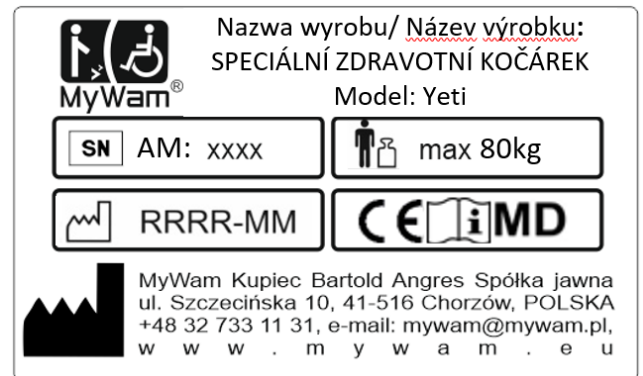 Nazwa wyrobu/ Název výrobku:
SPECIÁLNÍ ZDRAVOTNÍ KOČÁREK
MyWam®
Model: Yeti
SN AM: xxxx
max 80kg
RRRR-MM
CE i MD
MyWam Kupiec Bartold Angres Spółka jawna
ul. Szczecińska 10, 41-516 Chorzów, POLSKA
+48 32 733 11 31, e-mail: mywam@mywam.pl,
w w w . m y w a m . e u